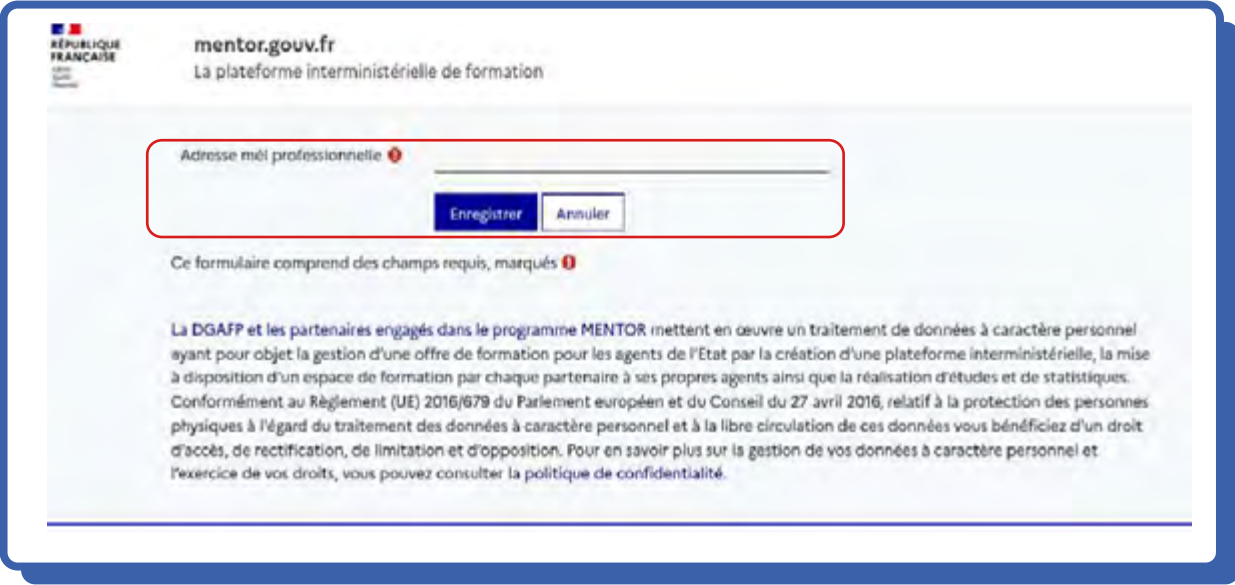 RÉPUBLIQUE
FRANÇAISE
mentor.gouv.fr
La plateforme interministérielle de formation
Adresse mél professionnelle
Enregistrer
Annuler
Ce formulaire comprend des champs requis, marqués
La DGAFP et les partenaires engagés dans le programme MENTOR mettent en œuvre un traitement de données à caractère personnel
ayant pour objet la gestion d'une offre de formation pour les agents de l'Etat par la création d'une plateforme interministérielle, la mise
à disposition d'un espace de formation par chaque partenaire à ses propres agents ainsi que la réalisation d'études et de statistiques.
Conformément au Règlement (UE) 2016/679 du Parlement européen et du Conseil du 27 avril 2016, relatif à la protection des personnes
physiques à l'égard du traitement des données à caractère personnel et à la libre circulation de ces données vous bénéficiez d'un droit
d'accès, de rectification, de limitation et d'opposition. Pour en savoir plus sur la gestion de vos données à caractère personnel et
l'exercice de vos droits, vous pouvez consulter la politique de confidentialité.